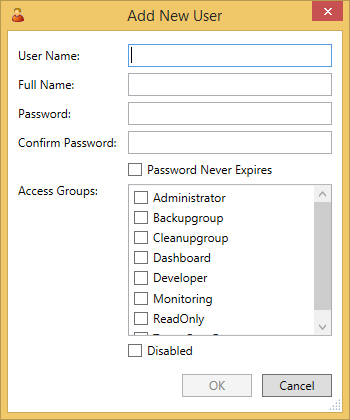 Add New User
User Name:
Full Name:
Password:
Confirm Password:
Password Never Expires
Access Groups:
Administrator
Backupgroup
Cleanupgroup
Dashboard
Developer
Monitoring
ReadOnly
Disabled
OK
Cancel